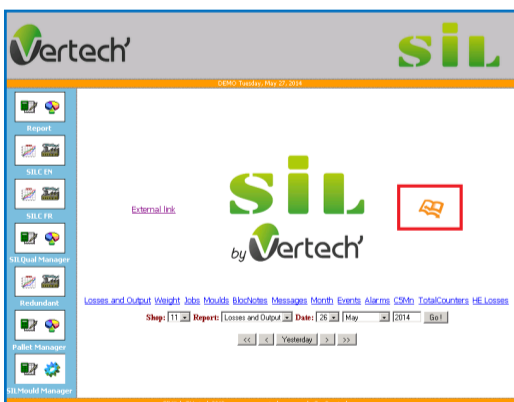 Vertech' SIL
DEMO Tuesday, May 27, 2014
Report
SILC EN
SILC FR
SILQual Manager
Redundant
Pallet Manager
SILMould Manager
External link
SIL
by Vertech'
Losses and Output Weight Jobs Moulds BlocNotes Messages Month Events Alarms C5Mn TotalCounters HE Losses
Shop: 11 Report: Losses and Output Date: 26 May 2014 Go!
<< < Yesterday > >>